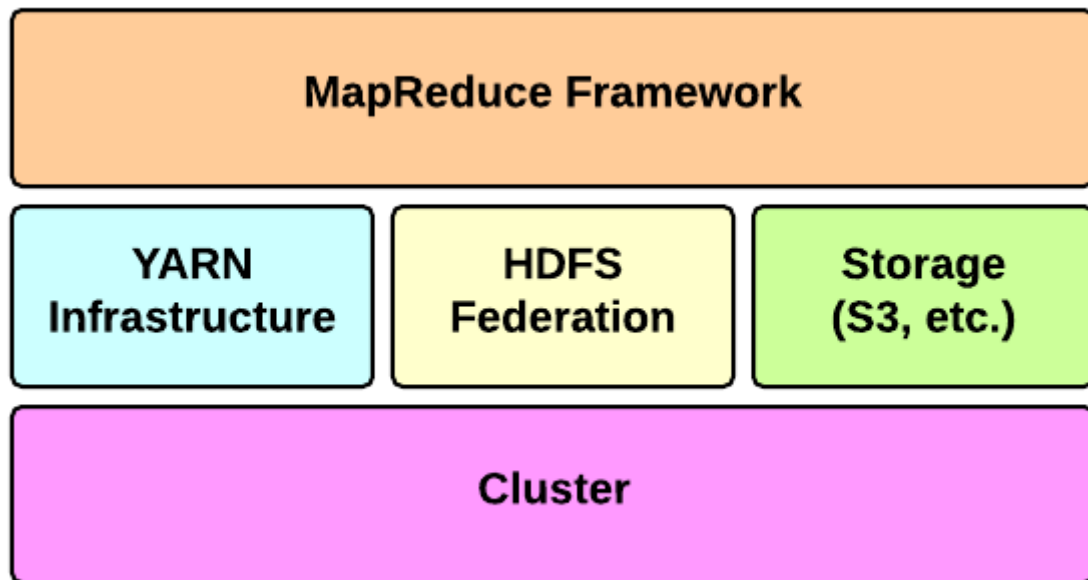 MapReduce Framework
YARN
Infrastructure
HDFS
Federation
Storage
(S3, etc.)
Cluster